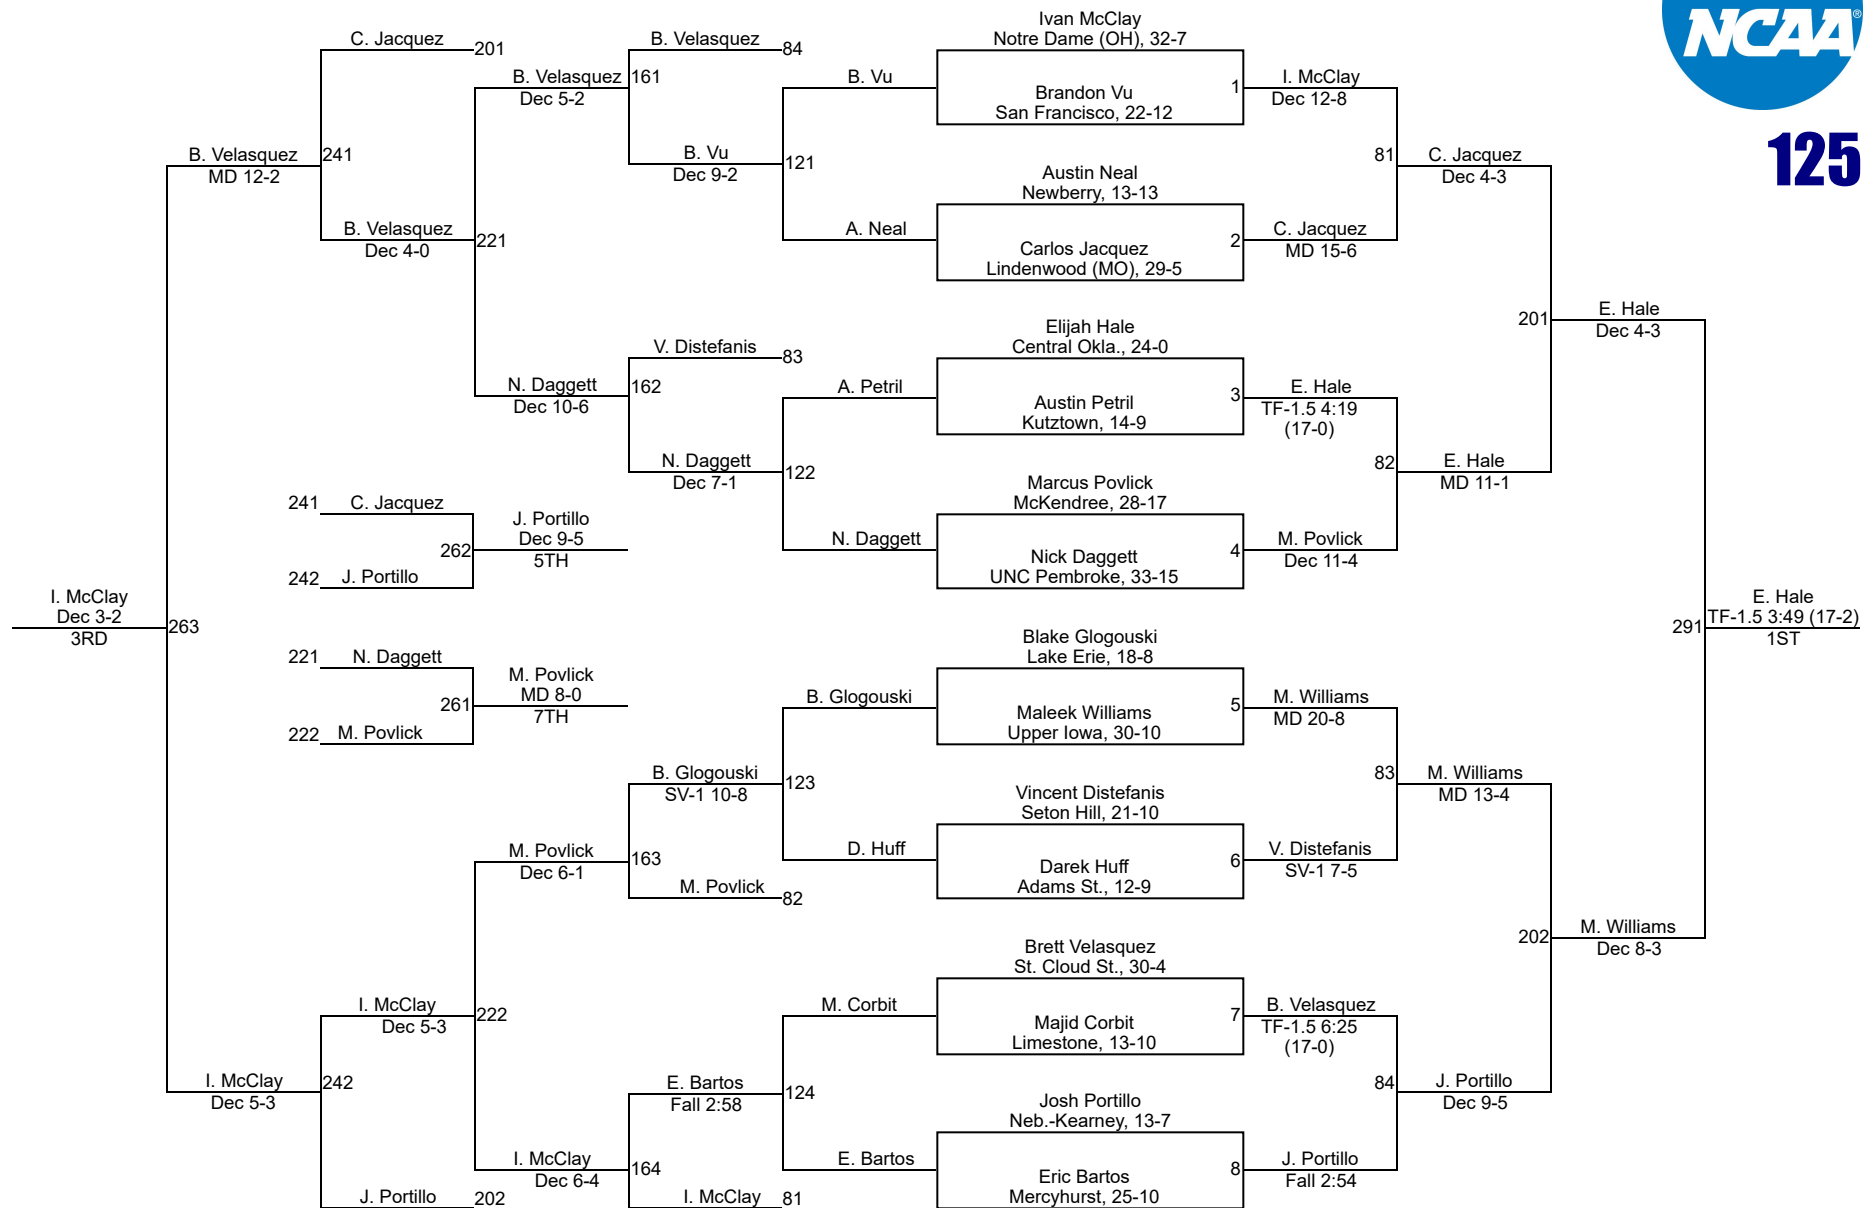 NCAA®
125
Ivan McClay
Notre Dame (OH), 32-7
Brandon Vu
San Francisco, 22-12
1
Austin Neal
Newberry, 13-13
Carlos Jacquez
Lindenwood (MO), 29-5
2
Elijah Hale
Central Okla., 24-0
Austin Petril
Kutztown, 14-9
3
Marcus Povlick
McKendree, 28-17
Nick Daggett
UNC Pembroke, 33-15
4
Blake Glogouski
Lake Erie, 18-8
Maleek Williams
Upper Iowa, 30-10
5
Vincent Distefanis
Seton Hill, 21-10
Darek Huff
Adams St., 12-9
6
Brett Velasquez
St. Cloud St., 30-4
Majid Corbit
Limestone, 13-10
7
Josh Portillo
Neb.-Kearney, 13-7
Eric Bartos
Mercyhurst, 25-10
8
I. McClay
Dec 12-8
81
C. Jacquez
MD 15-6
E. Hale
TF-1.5 4:19
(17-0)
82
M. Povlick
Dec 11-4
M. Williams
MD 20-8
83
V. Distefanis
SV-1 7-5
B. Velasquez
TF-1.5 6:25
(17-0)
84
J. Portillo
Fall 2:54
C. Jacquez
Dec 4-3
201
E. Hale
MD 11-1
M. Williams
MD 13-4
202
J. Portillo
Dec 9-5
E. Hale
Dec 4-3
291
M. Williams
Dec 8-3
E. Hale
TF-1.5 3:49 (17-2)
1ST
B. Vu
121
A. Neal
A. Petril
122
N. Daggett
B. Glogouski
123
D. Huff
M. Corbit
124
E. Bartos
B. Velasquez
84
161
B. Vu
Dec 9-2
V. Distefanis
83
162
N. Daggett
Dec 7-1
B. Glogouski
SV-1 10-8
163
M. Povlick
82
E. Bartos
Fall 2:58
164
I. McClay
81
B. Velasquez
Dec 5-2
221
N. Daggett
Dec 10-6
M. Povlick
Dec 6-1
222
I. McClay
Dec 6-4
C. Jacquez
201
241
B. Velasquez
Dec 4-0
I. McClay
Dec 5-3
242
J. Portillo
202
B. Velasquez
MD 12-2
263
I. McClay
Dec 5-3
I. McClay
Dec 3-2
3RD
241
C. Jacquez
262
242
J. Portillo
J. Portillo
Dec 9-5
5TH
221
N. Daggett
261
222
M. Povlick
M. Povlick
MD 8-0
7TH